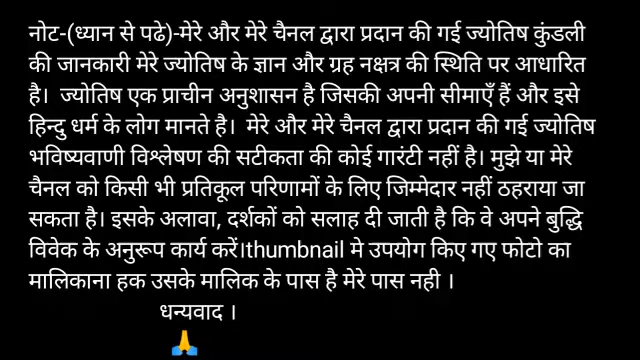 नोट-(ध्यान से पढे)-मेरे और मेरे चैनल द्वारा प्रदान की गई ज्योतिष कुंडली
की जानकारी मेरे ज्योतिष के ज्ञान और ग्रह नक्षत्र की स्थिति पर आधारित
है।  ज्योतिष एक प्राचीन अनुशासन है जिसकी अपनी सीमाएँ हैं और इसे
हिन्दु धर्म के लोग मानते है।  मेरे और मेरे चैनल द्वारा प्रदान की गई ज्योतिष
भविष्यवाणी विश्लेषण की सटीकता की कोई गारंटी नहीं है। मुझे या मेरे
चैनल को किसी भी प्रतिकूल परिणामों के लिए जिम्मेदार नहीं ठहराया जा
सकता है। इसके अलावा, दर्शकों को सलाह दी जाती है कि वे अपने बुद्धि
विवेक के अनुरूप कार्य करें।thumbnail मे उपयोग किए गए फोटो का
मालिकाना हक उसके मालिक के पास है मेरे पास नही ।
धन्यवाद ।
🙏